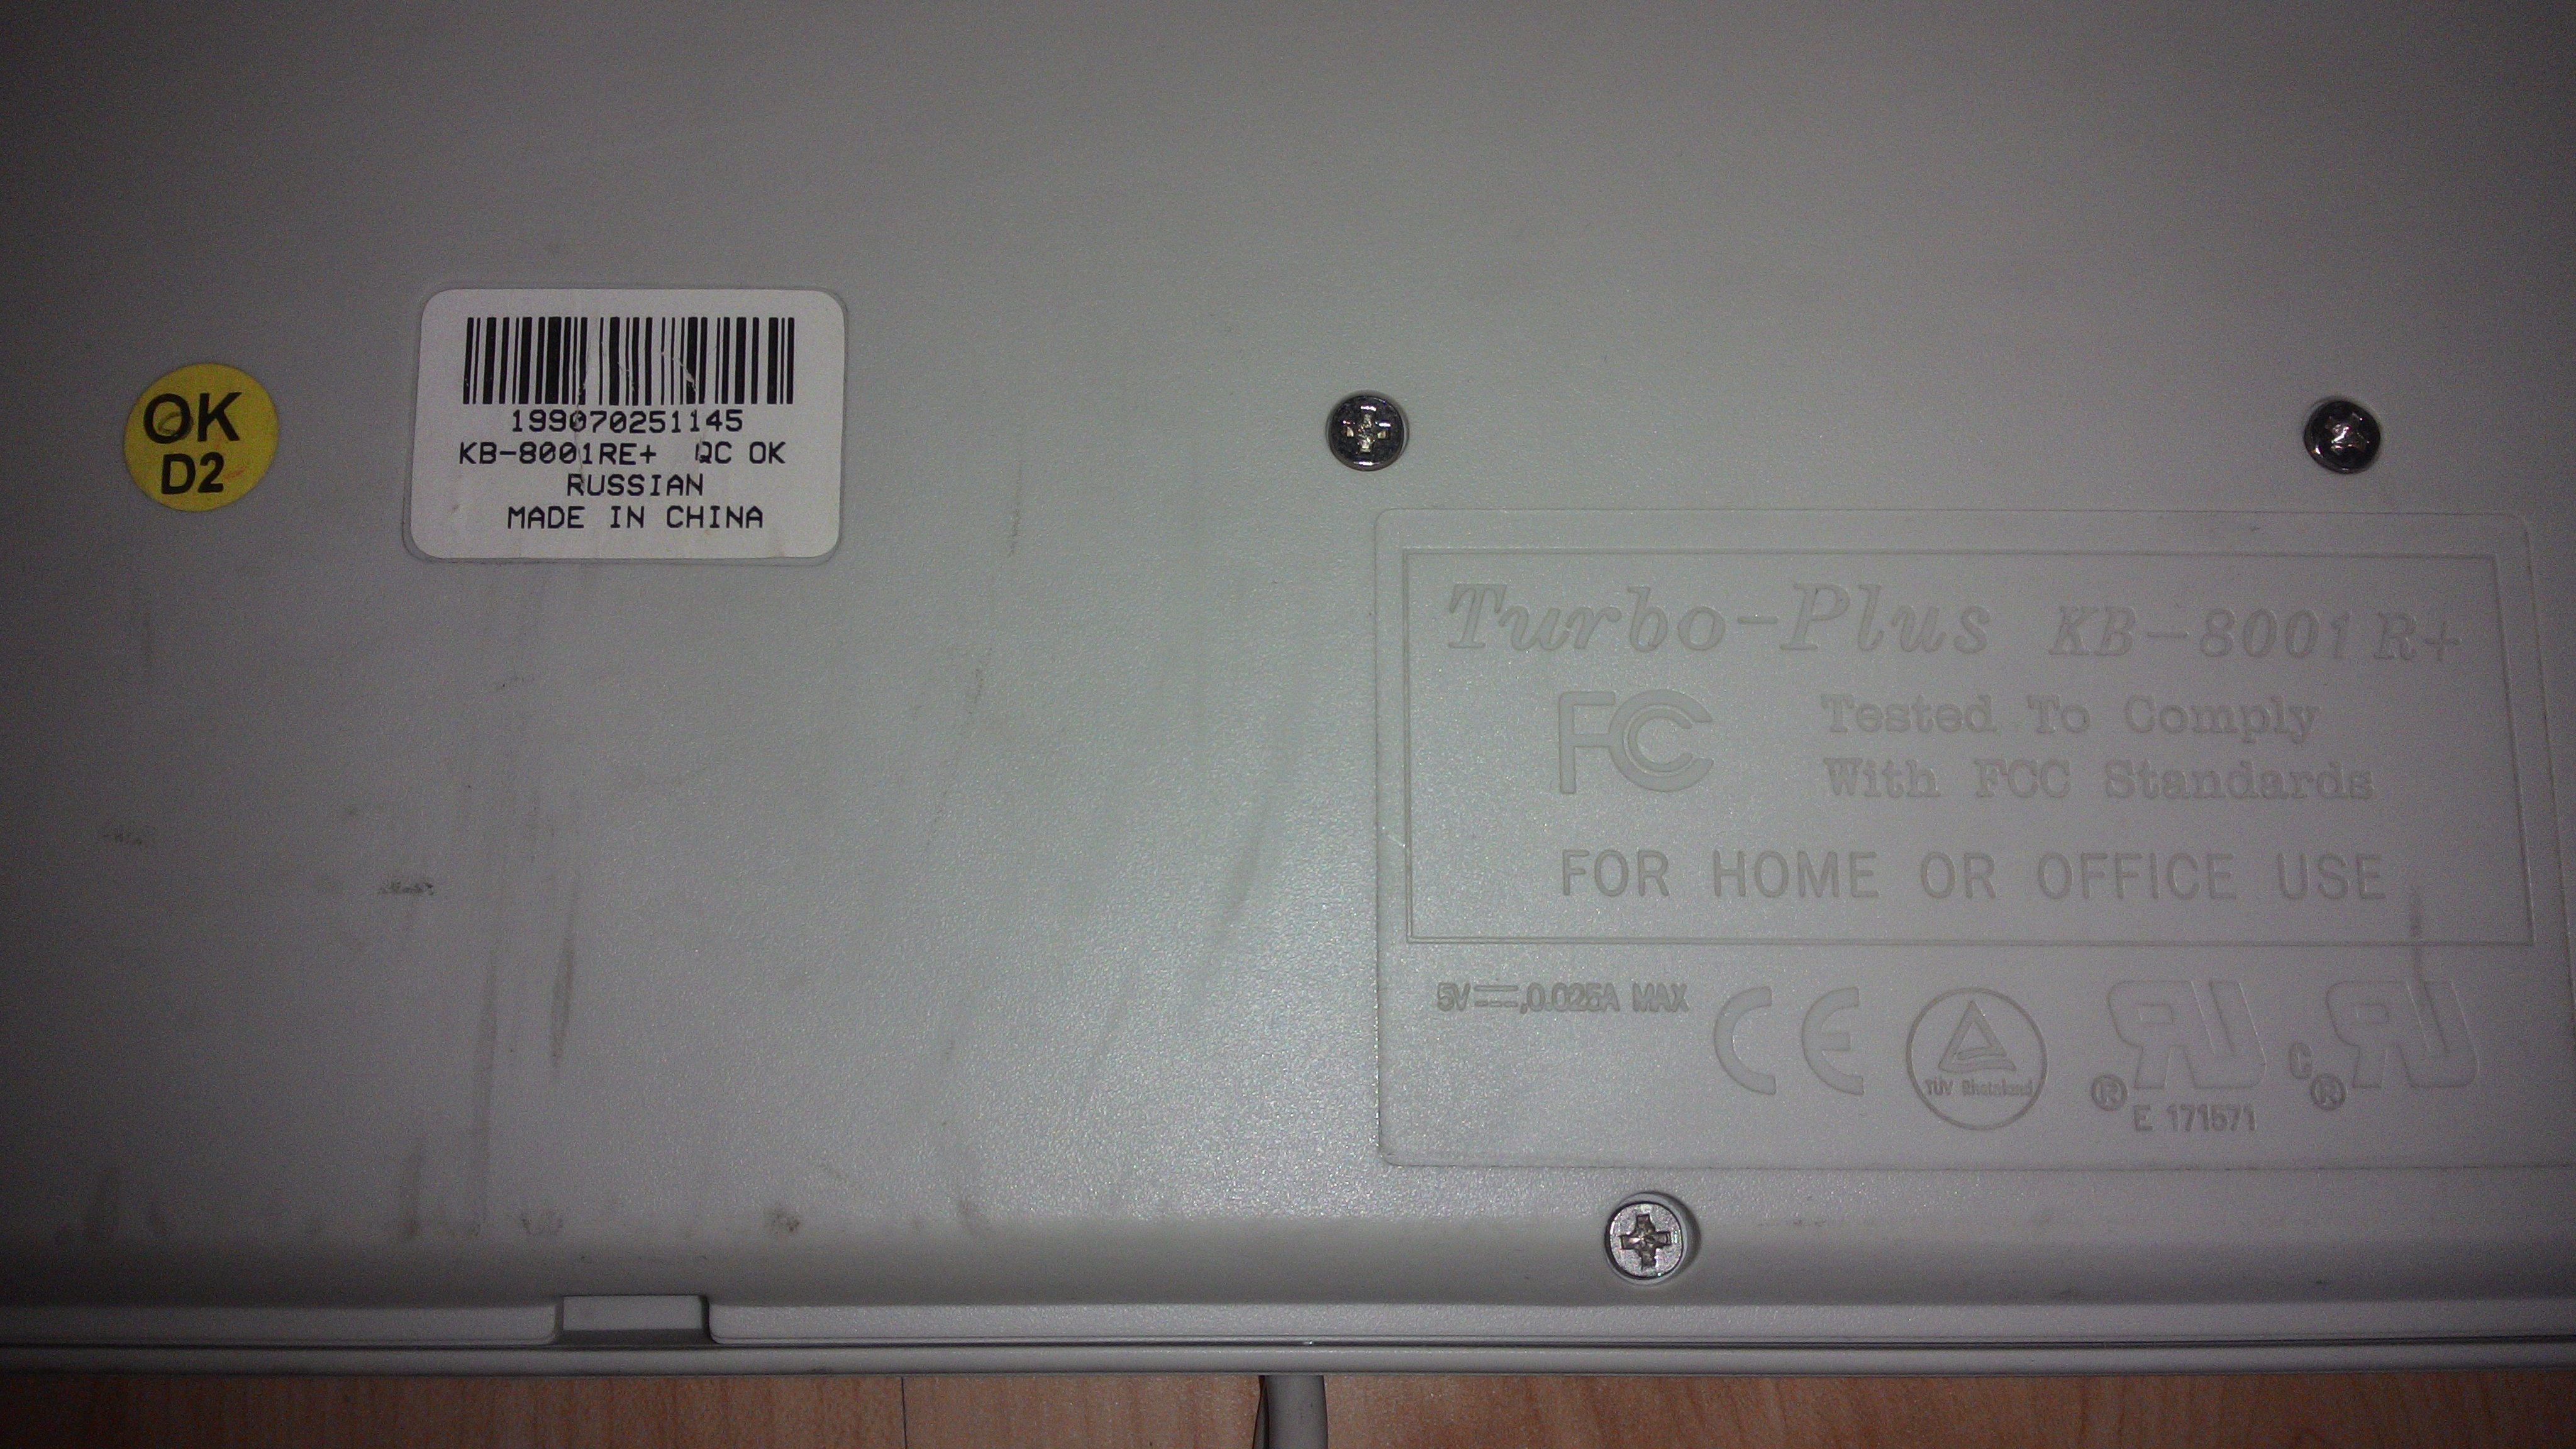 OK
D2
199070251145
KB-8001RE+ QC OK
RUSSIAN
MADE IN CHINA
Turbo-Plus KB-8001R+
FC Tested To Comply
With FCC Standards
FOR HOME OR OFFICE USE
5V⎓,0.025A MAX CE
TÜV Rheinland
®
C ®
E 171571